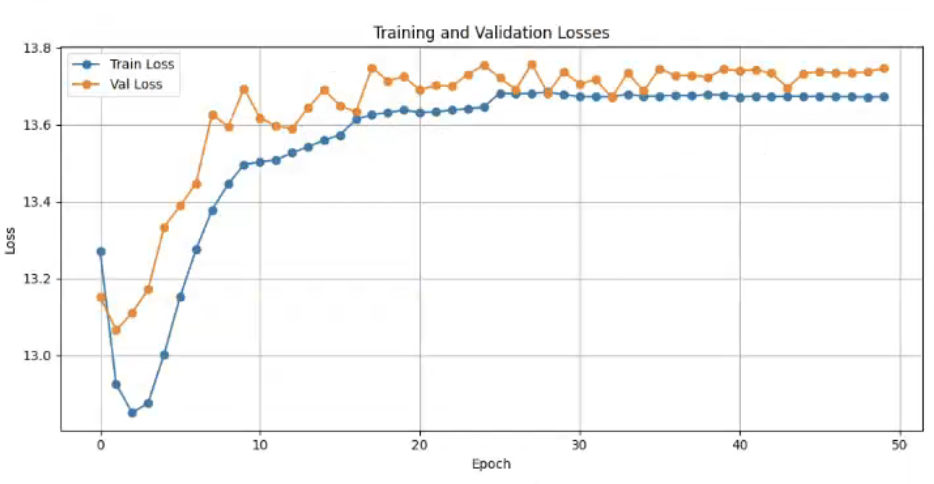 Training and Validation Losses
Train Loss
Val Loss
13.8
13.6
13.4
13.2
13.0
Loss
0 10 20 30 40 50
Epoch